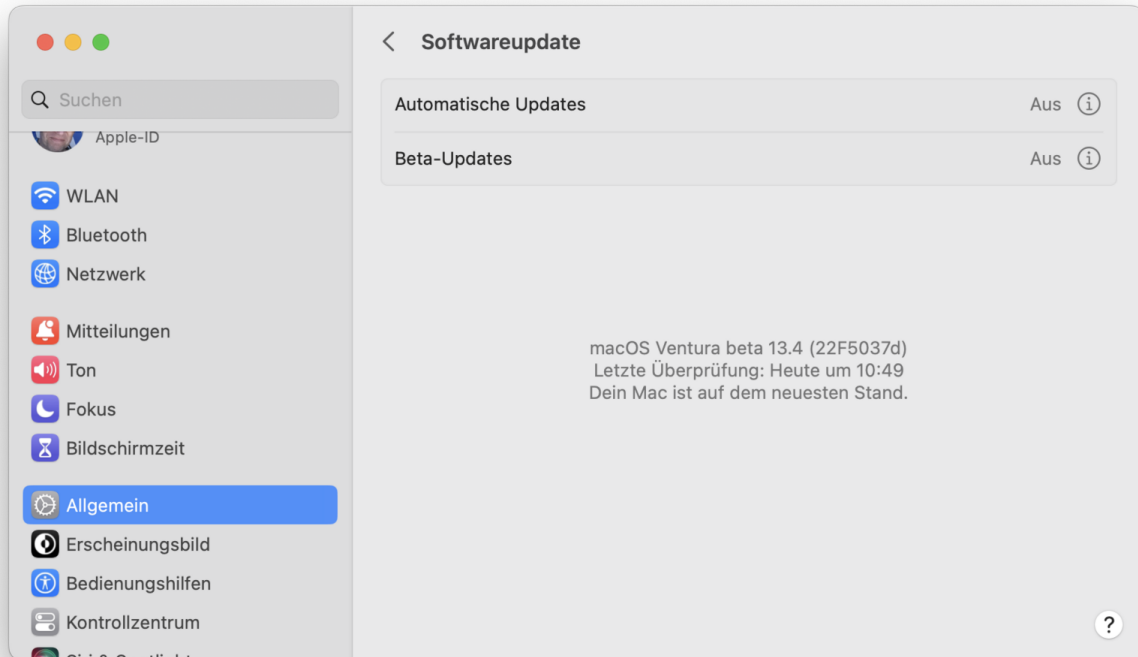 Softwareupdate
Suchen
Apple-ID
WLAN
Bluetooth
Netzwerk
Mitteilungen
Ton
Fokus
Bildschirmzeit
Allgemein
Erscheinungsbild
Bedienungshilfen
Kontrollzentrum
Automatische Updates Aus
Beta-Updates Aus
macOS Ventura beta 13.4 (22F5037d)
Letzte Überprüfung: Heute um 10:49
Dein Mac ist auf dem neuesten Stand.
?